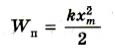 Wп = kx²ₘ / 2